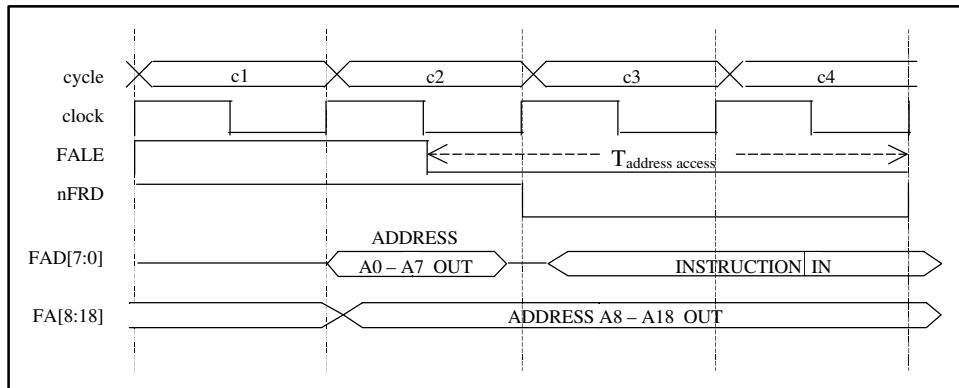 cycle c1 c2 c3 c4
clock
FALE T address access
nFRD
ADDRESS
FAD[7:0] A0 – A7 OUT INSTRUCTION IN
FA[8:18] ADDRESS A8 – A18 OUT